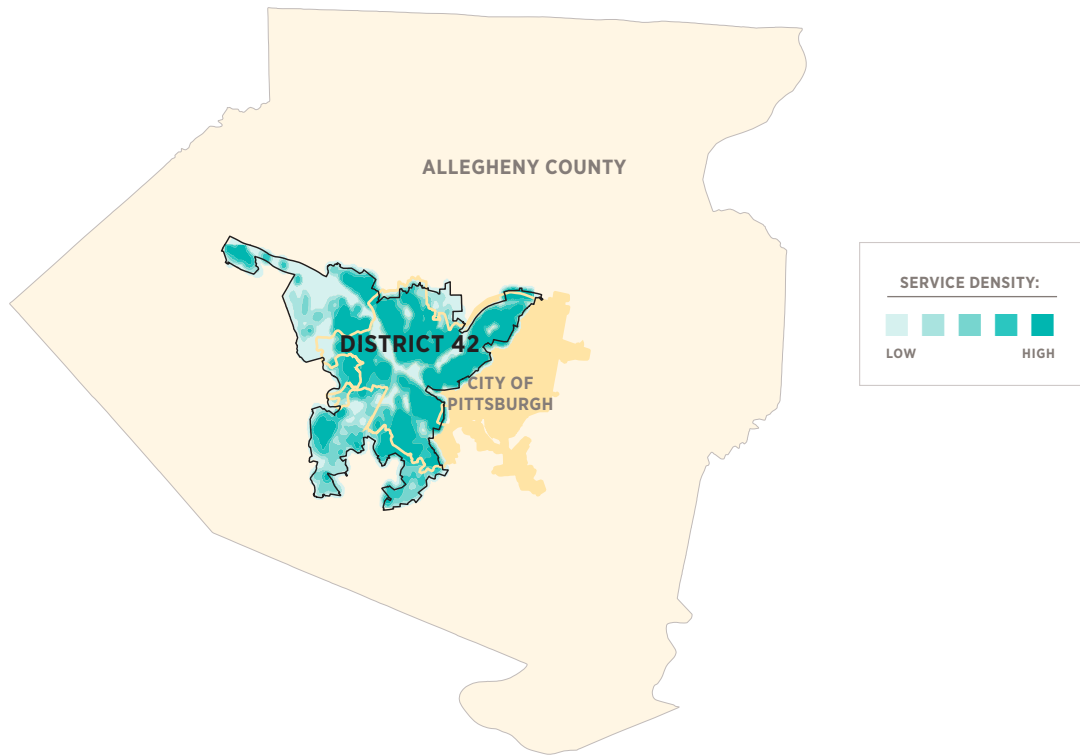 ALLEGHENY COUNTY
DISTRICT 42
CITY OF
PITTSBURGH
SERVICE DENSITY:
LOW HIGH